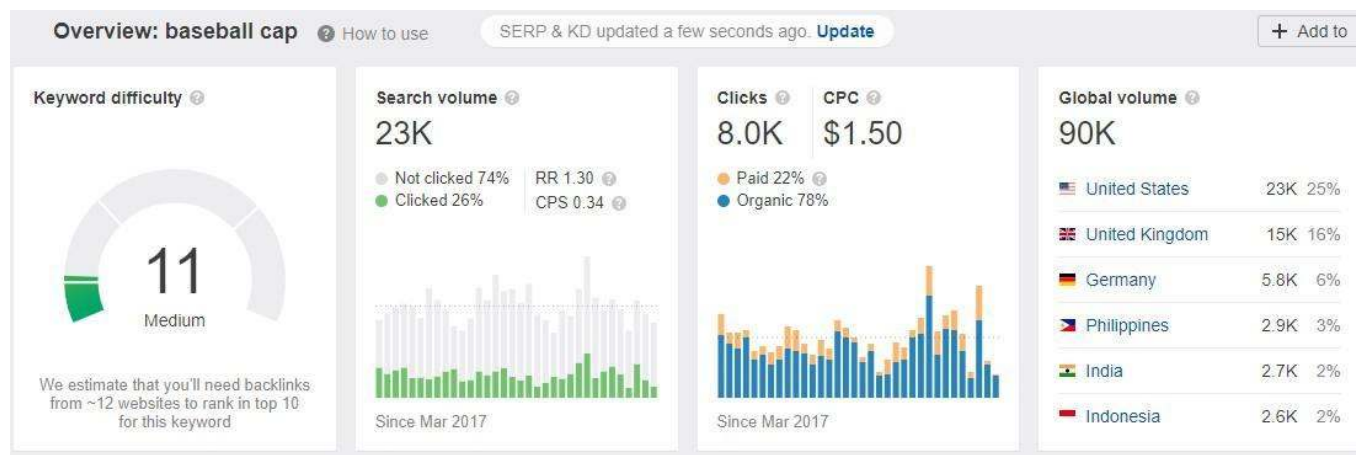 Overview: baseball cap ? How to use SERP & KD updated a few seconds ago. Update + Add to
Keyword difficulty ?
11
Medium
We estimate that you'll need backlinks
from ~12 websites to rank in top 10
for this keyword
Search volume ?
23K
Not clicked 74% RR 1.30 ?
Clicked 26% CPS 0.34 ?
Since Mar 2017
Clicks ? CPC ?
8.0K $1.50
Paid 22% ?
Organic 78%
Since Mar 2017
Global volume ?
90K
United States 23K 25%
United Kingdom 15K 16%
Germany 5.8K 6%
Philippines 2.9K 3%
India 2.7K 2%
Indonesia 2.6K 2%